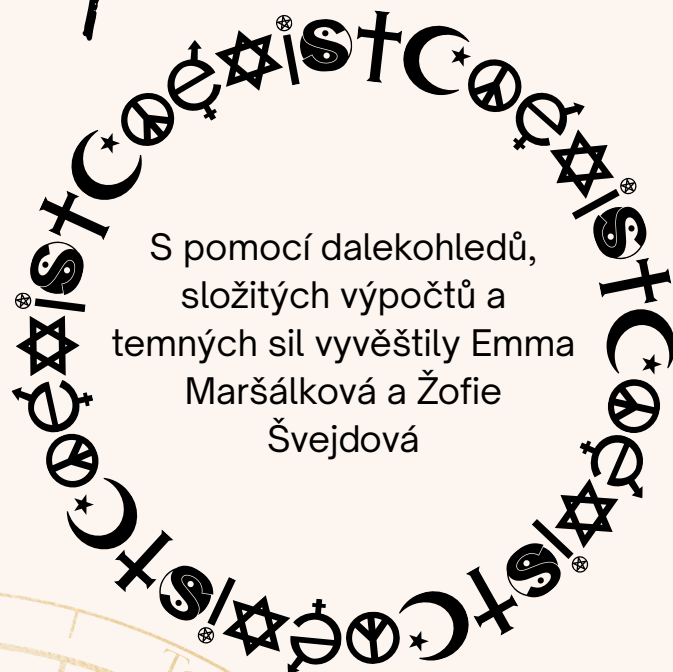 S pomocí dalekohledů,
složitých výpočtů a
temných sil vyvěštily Emma
Maršálková a Žofie
Švejdová